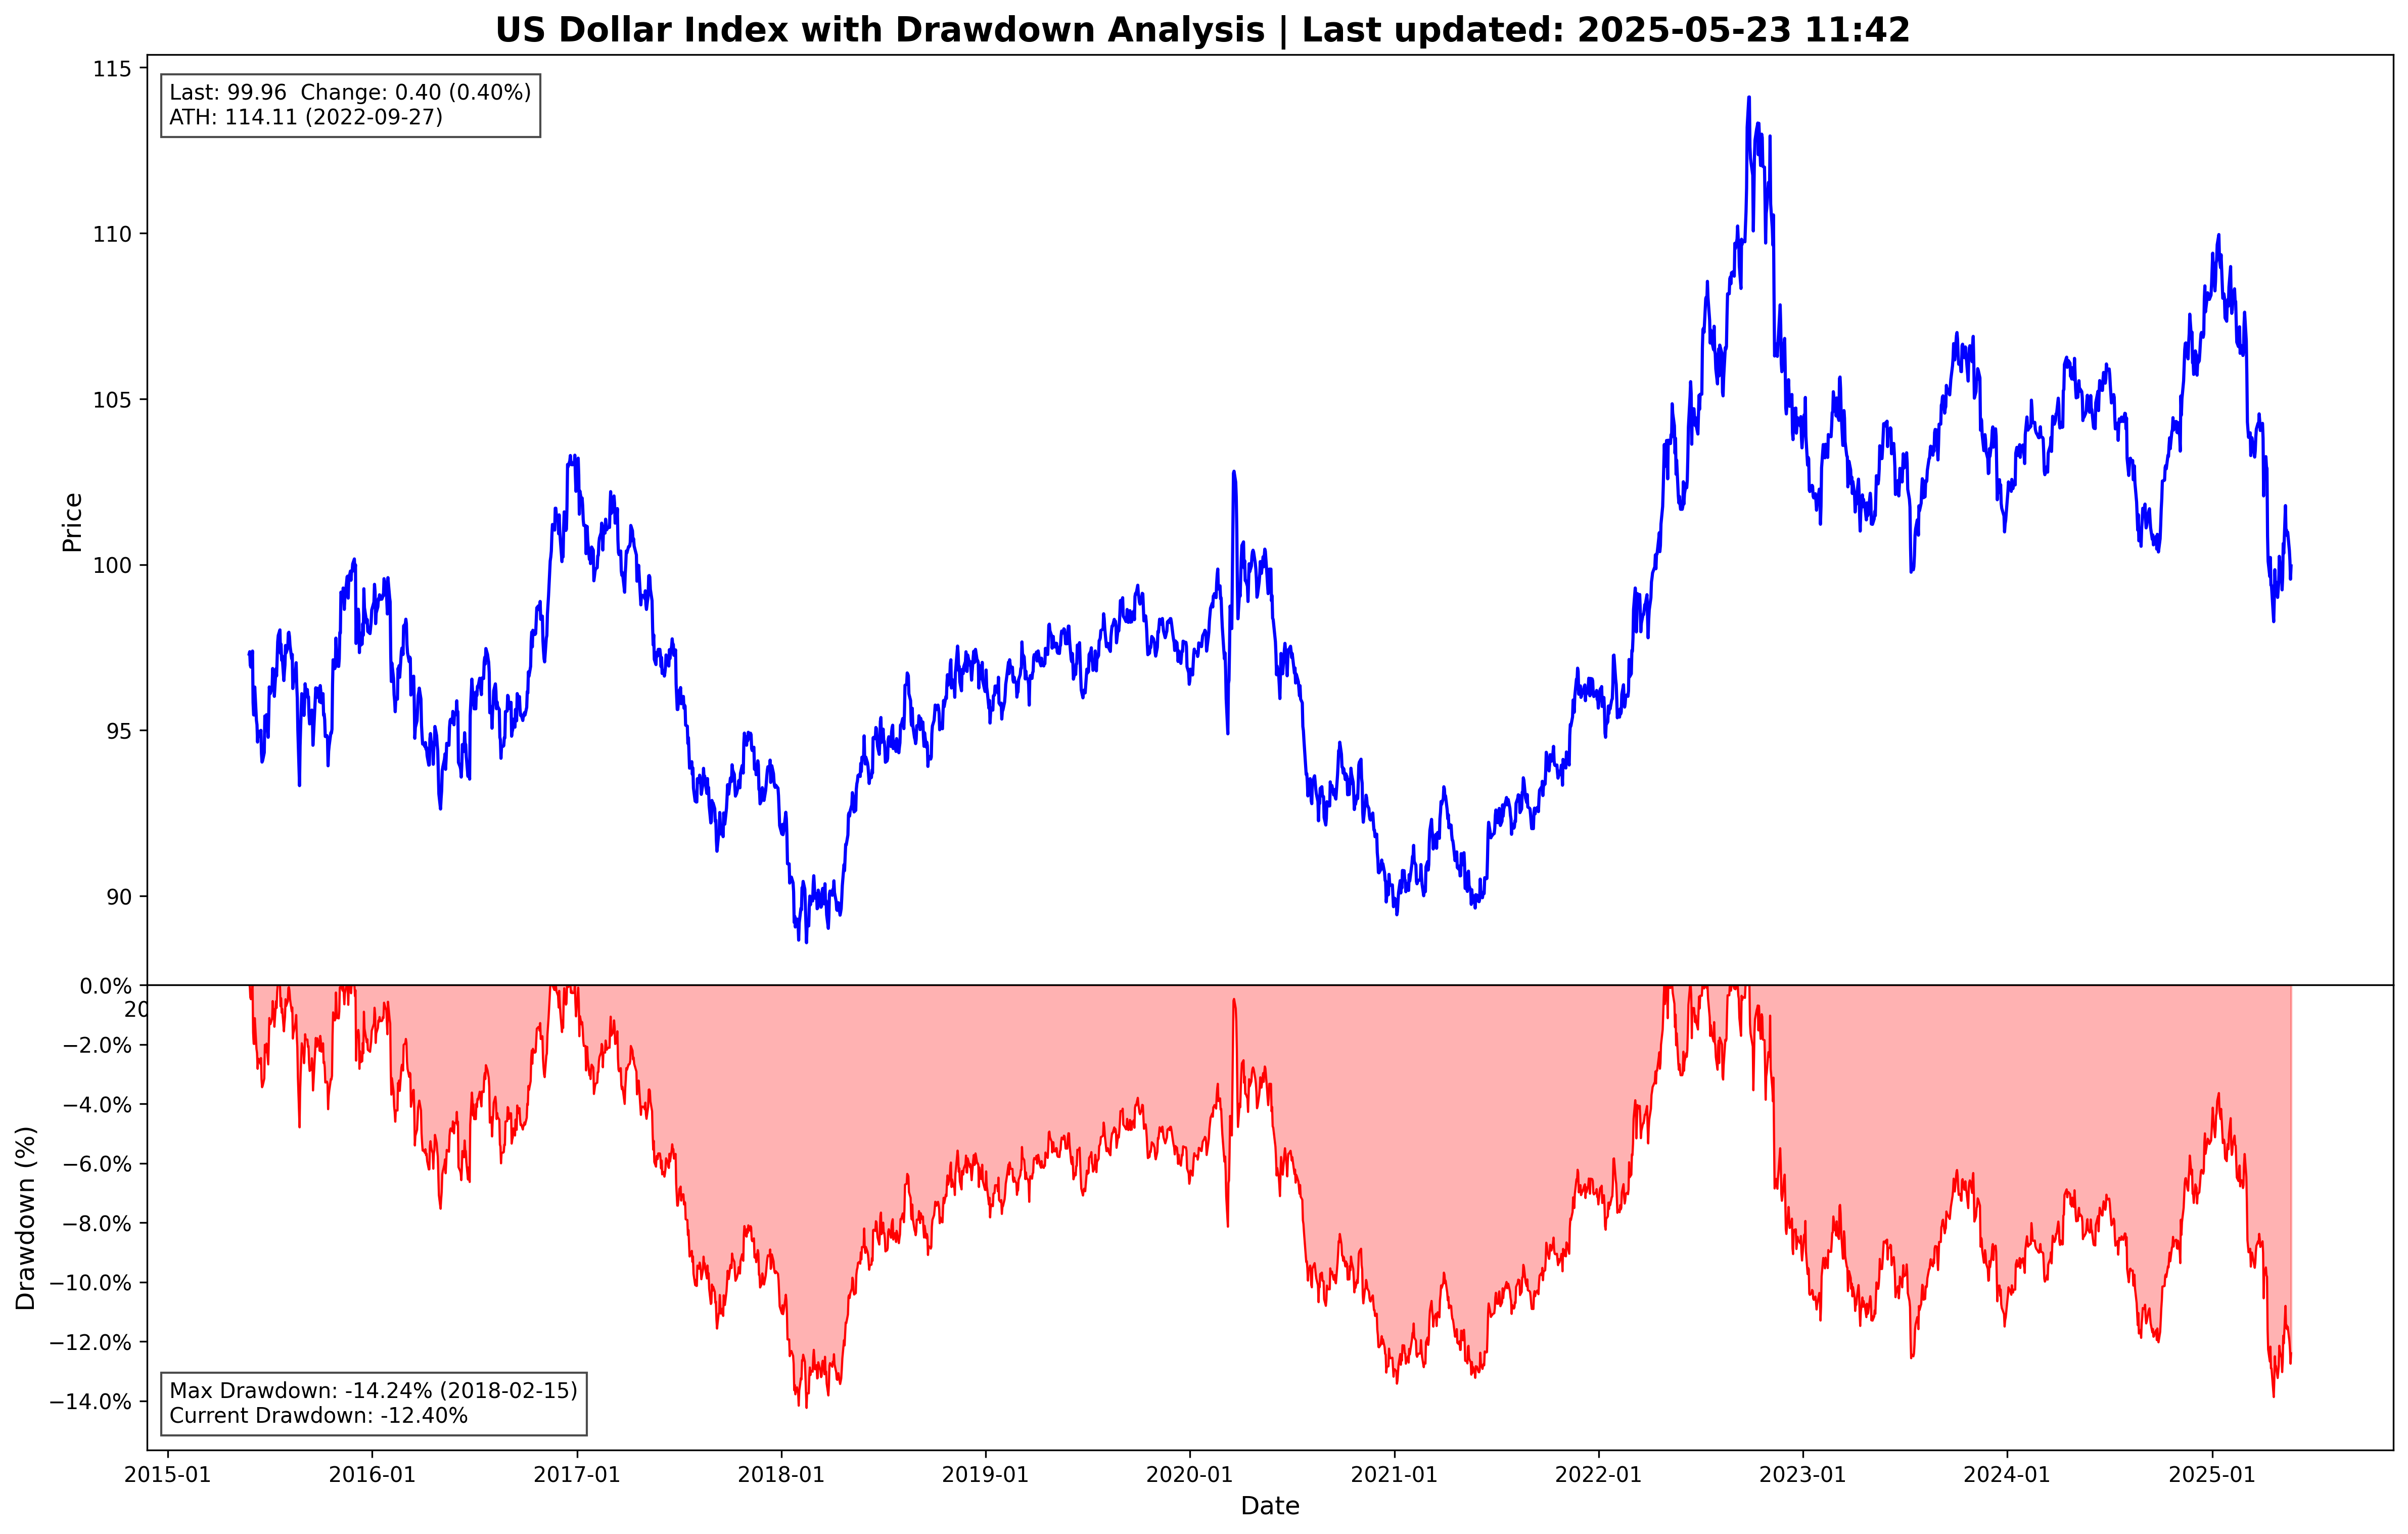 US Dollar Index with Drawdown Analysis | Last updated: 2025-05-23 11:42
115
Last: 99.96  Change: 0.40 (0.40%)
ATH: 114.11 (2022-09-27)
110
105
Price
100
95
90
0.0%
20
−2.0%
−4.0%
−6.0%
Drawdown (%)
−8.0%
−10.0%
−12.0%
−14.0%
Max Drawdown: -14.24% (2018-02-15)
Current Drawdown: -12.40%
2015-01 2016-01 2017-01 2018-01 2019-01 2020-01 2021-01 2022-01 2023-01 2024-01 2025-01
Date